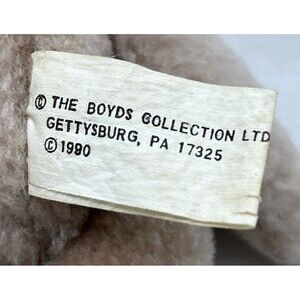 © THE BOYDS COLLECTION LTD
GETTYSBURG, PA 17325
© 1990